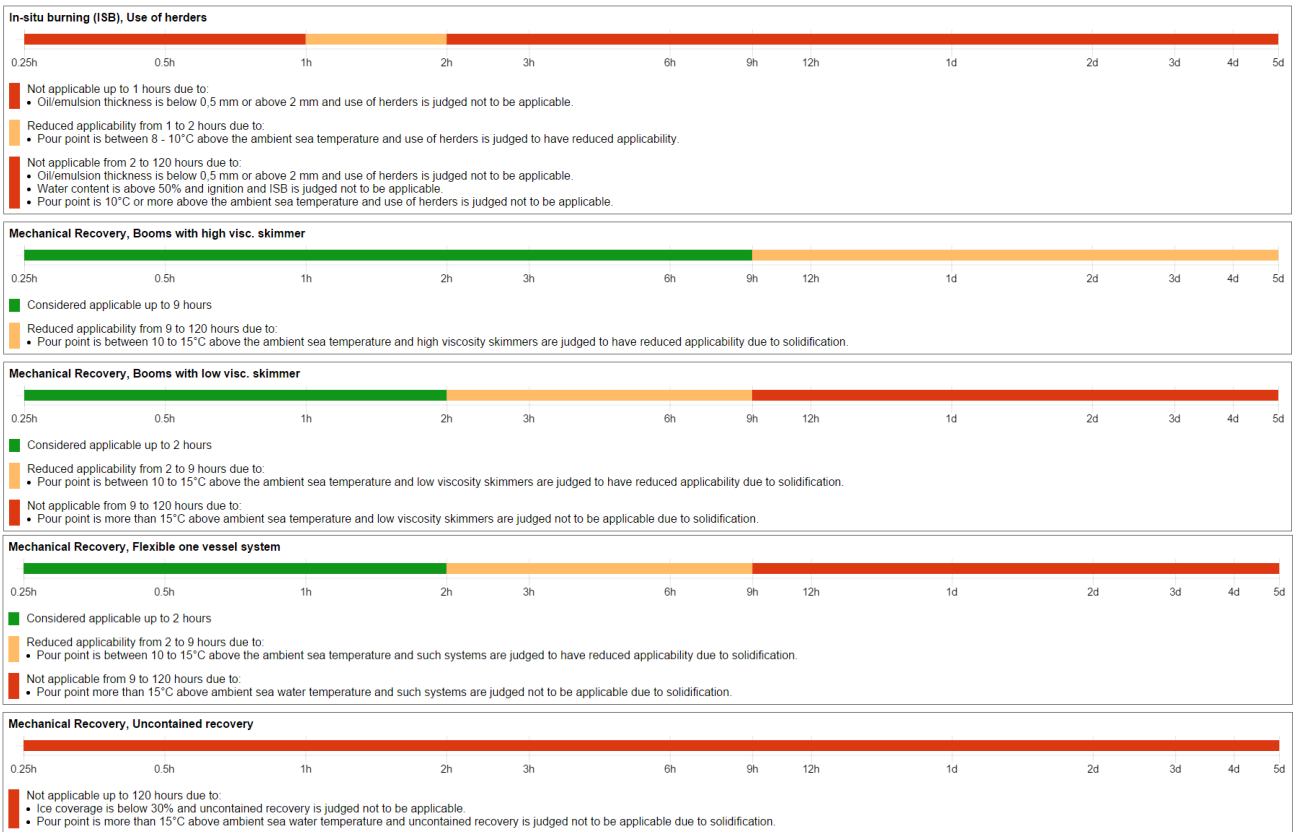 In-situ burning (ISB), Use of herders
0.25h 0.5h 1h 2h 3h 6h 9h 12h 1d 2d 3d 4d 5d
Not applicable up to 1 hours due to:
• Oil/emulsion thickness is below 0,5 mm or above 2 mm and use of herders is judged not to be applicable.
Reduced applicability from 1 to 2 hours due to:
• Pour point is between 8 - 10°C above the ambient sea temperature and use of herders is judged to have reduced applicability.
Not applicable from 2 to 120 hours due to:
• Oil/emulsion thickness is below 0,5 mm or above 2 mm and use of herders is judged not to be applicable.
• Water content is above 50% and ignition and ISB is judged not to be applicable.
• Pour point is 10°C or more above the ambient sea temperature and use of herders is judged not to be applicable.
Mechanical Recovery, Booms with high visc. skimmer
0.25h 0.5h 1h 2h 3h 6h 9h 12h 1d 2d 3d 4d 5d
Considered applicable up to 9 hours
Reduced applicability from 9 to 120 hours due to:
• Pour point is between 10 to 15°C above the ambient sea temperature and high viscosity skimmers are judged to have reduced applicability due to solidification.
Mechanical Recovery, Booms with low visc. skimmer
0.25h 0.5h 1h 2h 3h 6h 9h 12h 1d 2d 3d 4d 5d
Considered applicable up to 2 hours
Reduced applicability from 2 to 9 hours due to:
• Pour point is between 10 to 15°C above the ambient sea temperature and low viscosity skimmers are judged to have reduced applicability due to solidification.
Not applicable from 9 to 120 hours due to:
• Pour point is more than 15°C above ambient sea temperature and low viscosity skimmers are judged not to be applicable due to solidification.
Mechanical Recovery, Flexible one vessel system
0.25h 0.5h 1h 2h 3h 6h 9h 12h 1d 2d 3d 4d 5d
Considered applicable up to 2 hours
Reduced applicability from 2 to 9 hours due to:
• Pour point is between 10 to 15°C above the ambient sea temperature and such systems are judged to have reduced applicability due to solidification.
Not applicable from 9 to 120 hours due to:
• Pour point more than 15°C above ambient sea water temperature and such systems are judged not to be applicable due to solidification.
Mechanical Recovery, Uncontained recovery
0.25h 0.5h 1h 2h 3h 6h 9h 12h 1d 2d 3d 4d 5d
Not applicable up to 120 hours due to:
• Ice coverage is below 30% and uncontained recovery is judged not to be applicable.
• Pour point is more than 15°C above ambient sea water temperature and uncontained recovery is judged not to be applicable due to solidification.